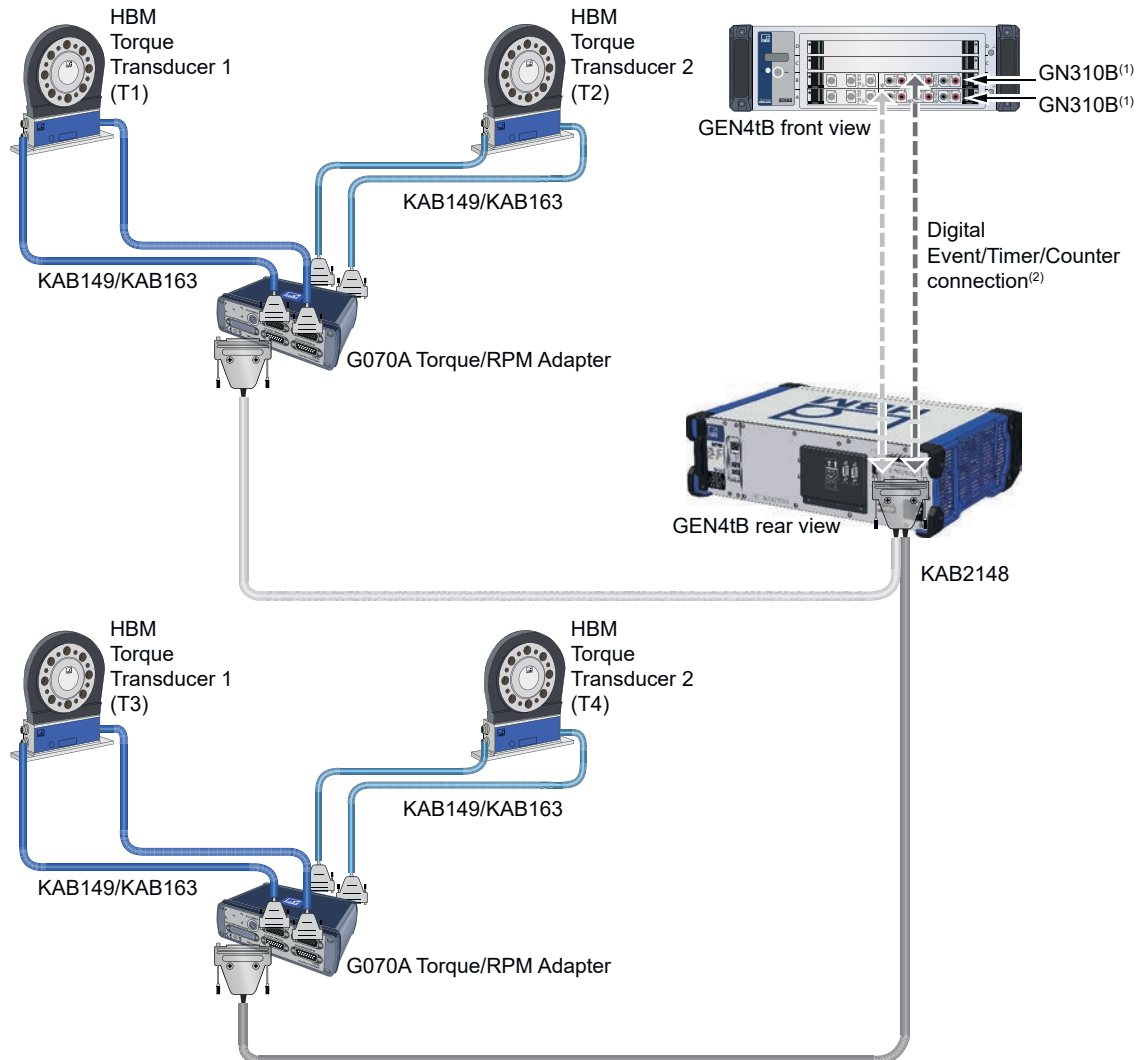 HBM
Torque
Transducer 1
(T1)
HBM
Torque
Transducer 2
(T2)
GN310B(1)
GN310B(1)
GEN4tB front view
KAB149/KAB163
KAB149/KAB163
Digital
Event/Timer/Counter
connection(2)
G070A Torque/RPM Adapter
HBM
GEN4tB rear view
KAB2148
HBM
Torque
Transducer 1
(T3)
HBM
Torque
Transducer 2
(T4)
KAB149/KAB163
KAB149/KAB163
G070A Torque/RPM Adapter